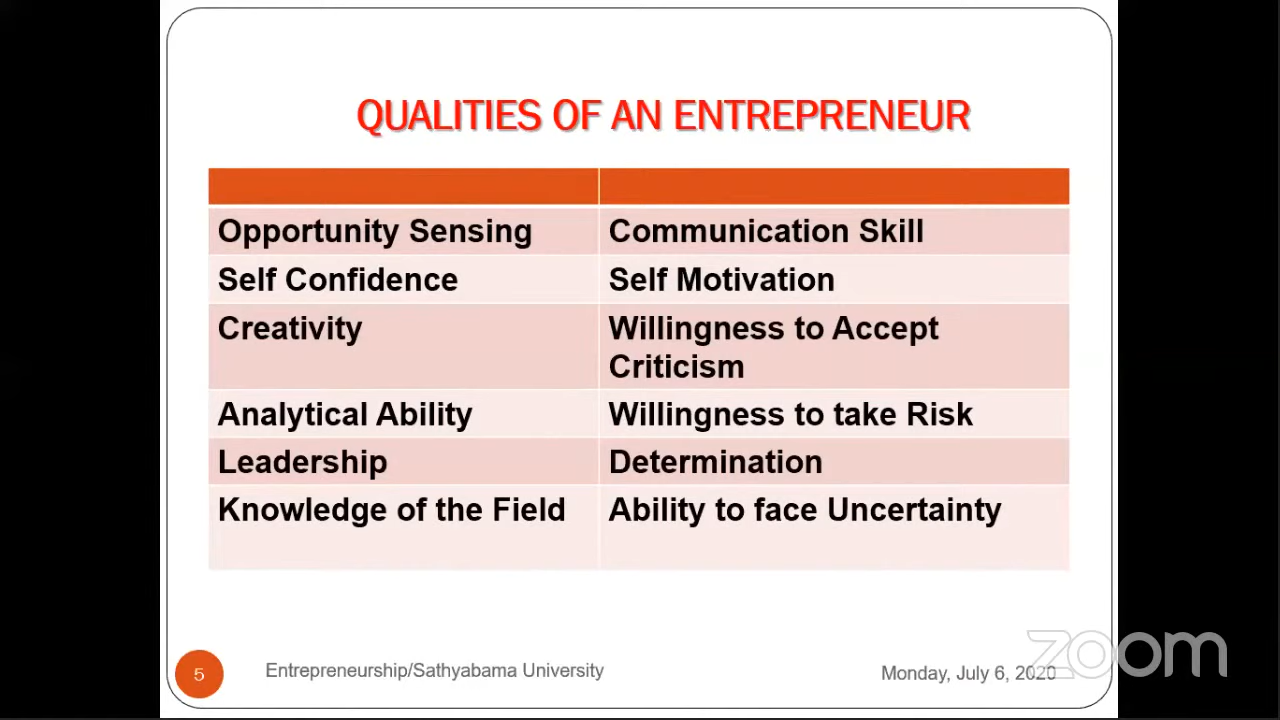 QUALITIES OF AN ENTREPRENEUR
Opportunity Sensing
Communication Skill
Self Confidence
Self Motivation
Creativity
Willingness to Accept
Criticism
Analytical Ability
Willingness to take Risk
Leadership
Determination
Knowledge of the Field
Ability to face Uncertainty
5
Entrepreneurship/Sathyabama University
Monday, July 6, 2020
zoom